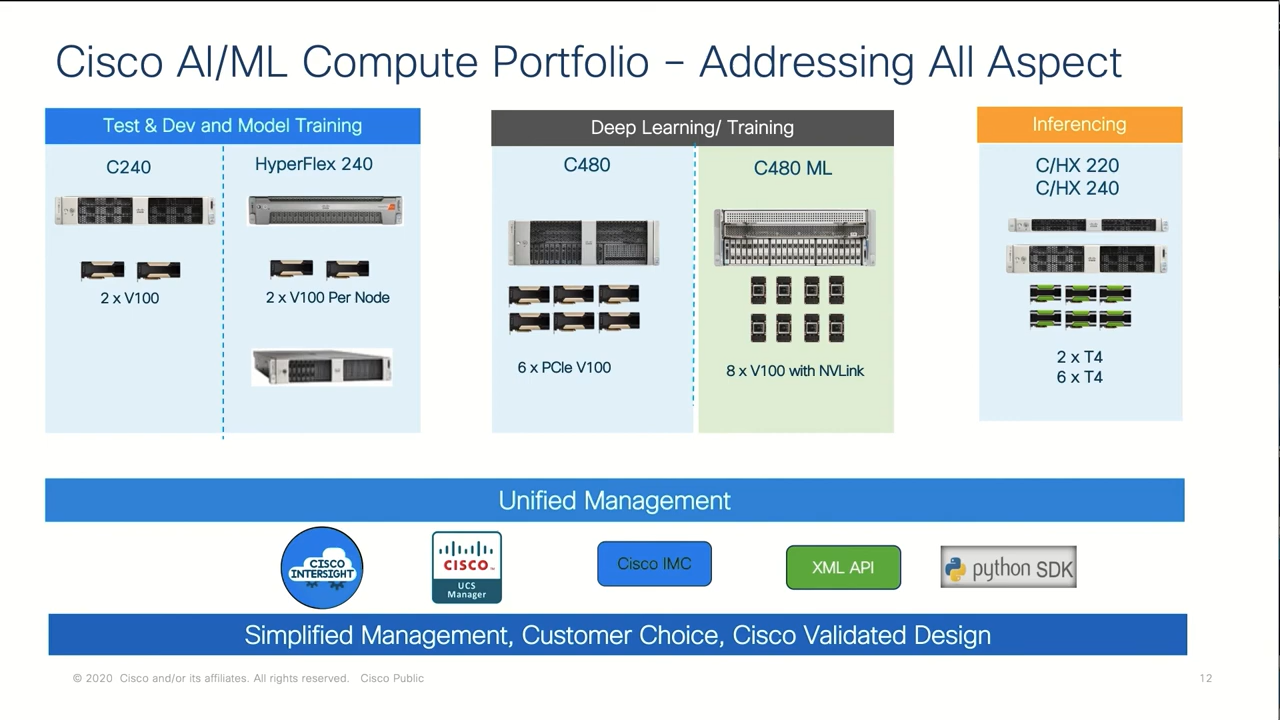 Cisco AI/ML Compute Portfolio – Addressing All Aspect
Test & Dev and Model Training
C240
HyperFlex 240
2 x V100
2 x V100 Per Node
Deep Learning/ Training
C480
C480 ML
6 x PCIe V100
8 x V100 with NVLink
Inferencing
C/HX 220
C/HX 240
2 x T4
6 x T4
Unified Management
CISCO
INTERSIGHT
CISCO™
UCS
Manager
Cisco IMC
XML API
python SDK
Simplified Management, Customer Choice, Cisco Validated Design
© 2020 Cisco and/or its affiliates. All rights reserved. Cisco Public
12